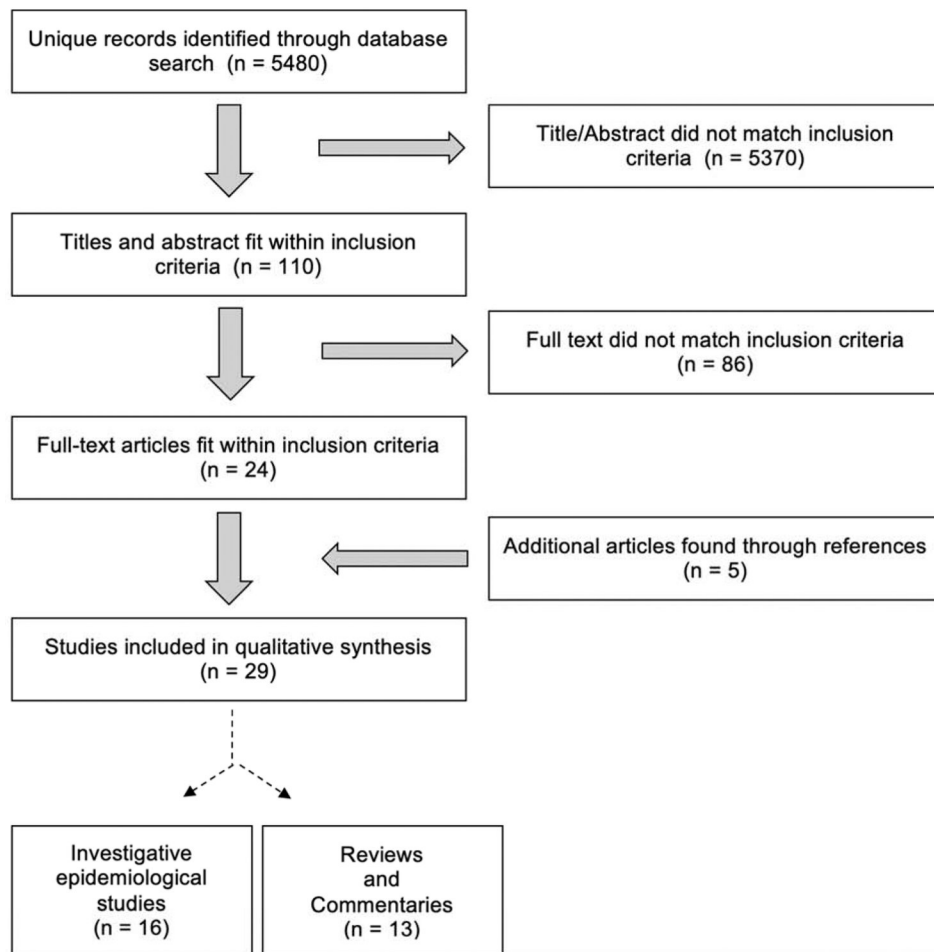 Unique records identified through database
search (n = 5480)
Title/Abstract did not match inclusion
criteria (n = 5370)
Titles and abstract fit within inclusion
criteria (n = 110)
Full text did not match inclusion criteria
(n = 86)
Full-text articles fit within inclusion criteria
(n = 24)
Additional articles found through references
(n = 5)
Studies included in qualitative synthesis
(n = 29)
Investigative
epidemiological
studies
(n = 16)
Reviews
and
Commentaries
(n = 13)